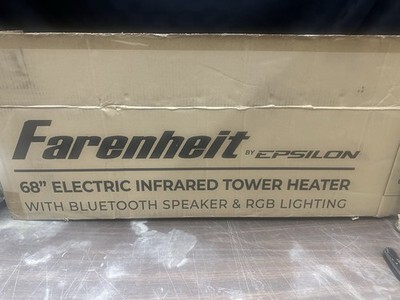 Farenheit BY EPSILON
68” ELECTRIC INFRARED TOWER HEATER
WITH BLUETOOTH SPEAKER & RGB LIGHTING